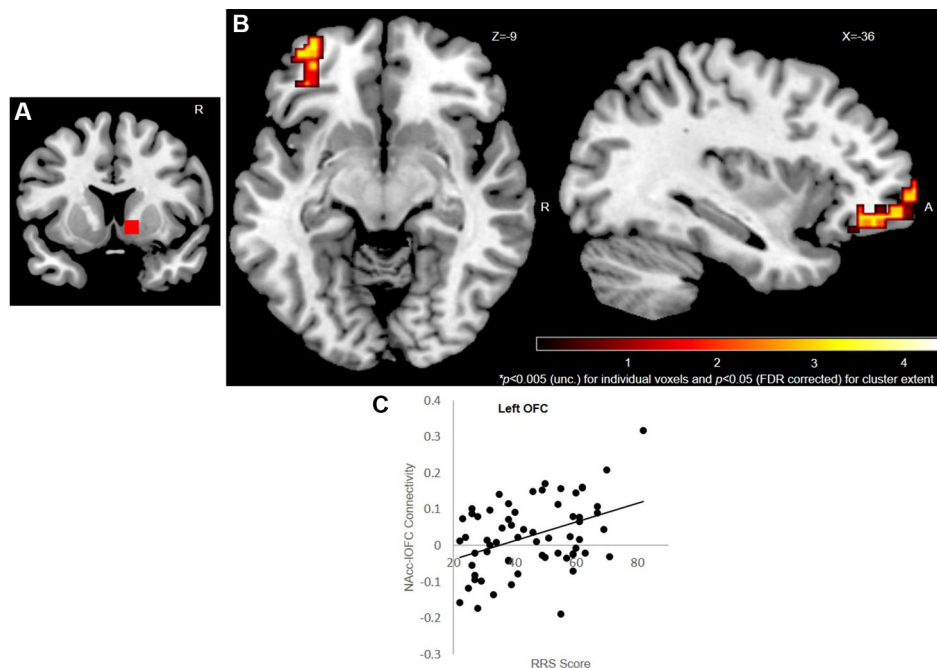 A
R
B
Z=-9
X=-36
R
A
1 2 3 4
*p<0.005 (unc.) for individual voxels and p<0.05 (FDR corrected) for cluster extent
C
Left OFC
NAcc-lOFC Connectivity
0.4
0.3
0.2
0.1
0
-0.1
-0.2
-0.3
20 40 60 80
RRS Score